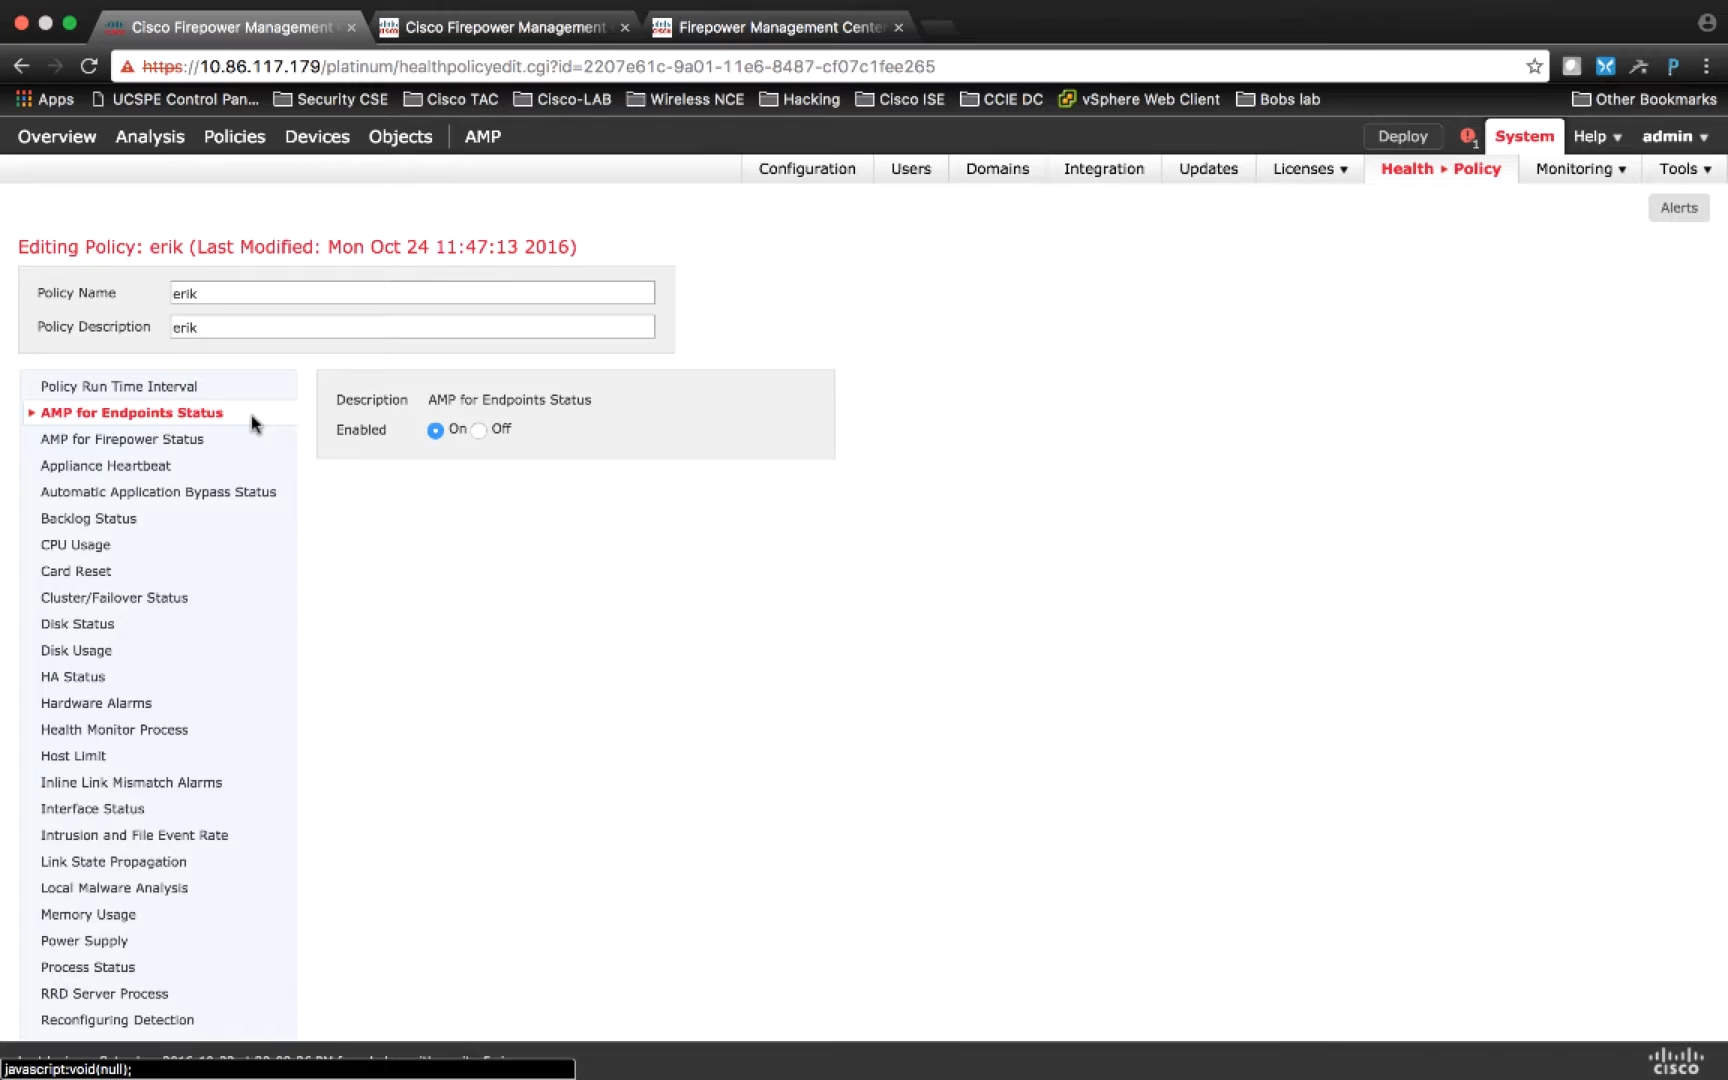 Cisco Firepower Management
Cisco Firepower Management
Firepower Management Cente
https://10.86.117.179/platinum/healthpolicyedit.cgi?id=2207e61c-9a01-11e6-8487-cf07c1fee265
Apps UCSPE Control Pan... Security CSE Cisco TAC Cisco-LAB Wireless NCE Hacking Cisco ISE CCIE DC vSphere Web Client Bobs lab Other Bookmarks
Overview Analysis Policies Devices Objects AMP Deploy 1 System Help admin
Configuration Users Domains Integration Updates Licenses Health Policy Monitoring Tools
Alerts
Editing Policy: erik (Last Modified: Mon Oct 24 11:47:13 2016)
Policy Name erik
Policy Description erik
Policy Run Time Interval
AMP for Endpoints Status
AMP for Firepower Status
Appliance Heartbeat
Automatic Application Bypass Status
Backlog Status
CPU Usage
Card Reset
Cluster/Failover Status
Disk Status
Disk Usage
HA Status
Hardware Alarms
Health Monitor Process
Host Limit
Inline Link Mismatch Alarms
Interface Status
Intrusion and File Event Rate
Link State Propagation
Local Malware Analysis
Memory Usage
Power Supply
Process Status
RRD Server Process
Reconfiguring Detection
Description AMP for Endpoints Status
Enabled On Off
javascript:void(null);
CISCO